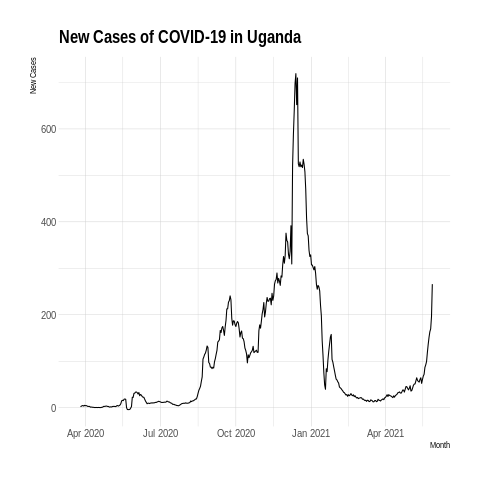 New Cases of COVID-19 in Uganda
New Cases
600
400
200
0
Apr 2020 Jul 2020 Oct 2020 Jan 2021 Apr 2021
Month